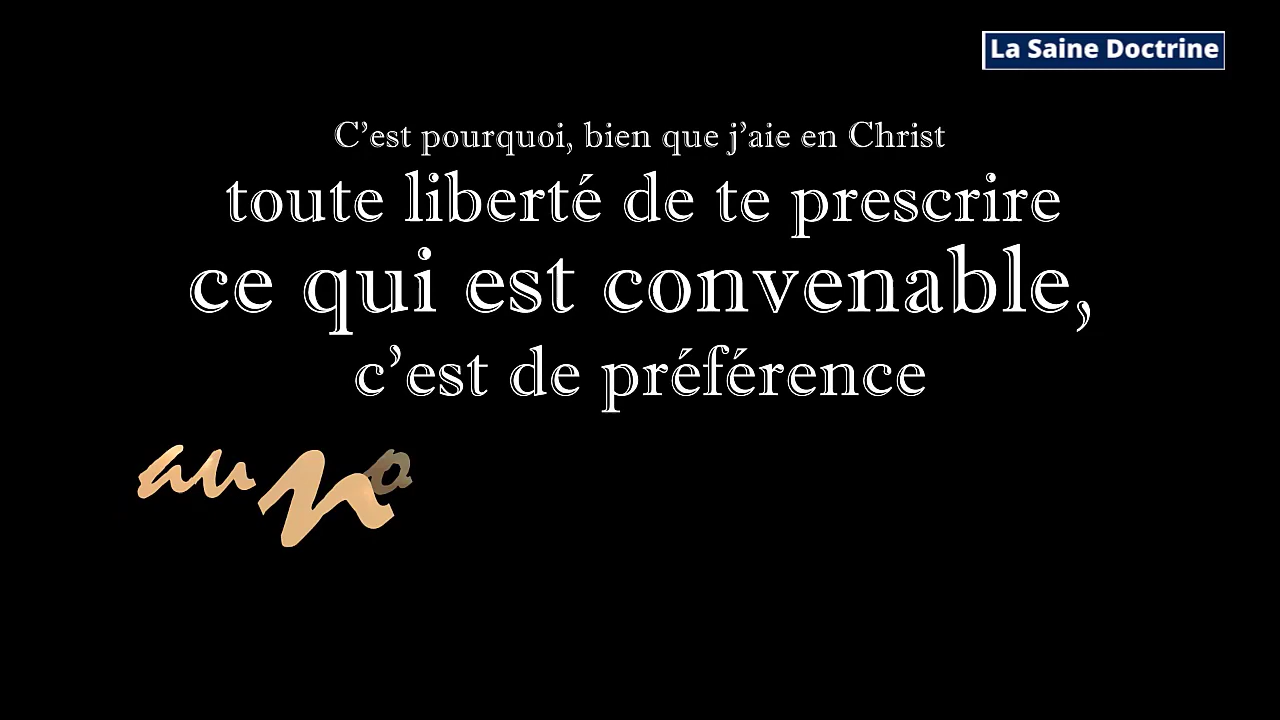 La Saine Doctrine
C’est pourquoi, bien que j’aie en Christ
toute liberté de te prescrire
ce qui est convenable,
c’est de préférence
au no